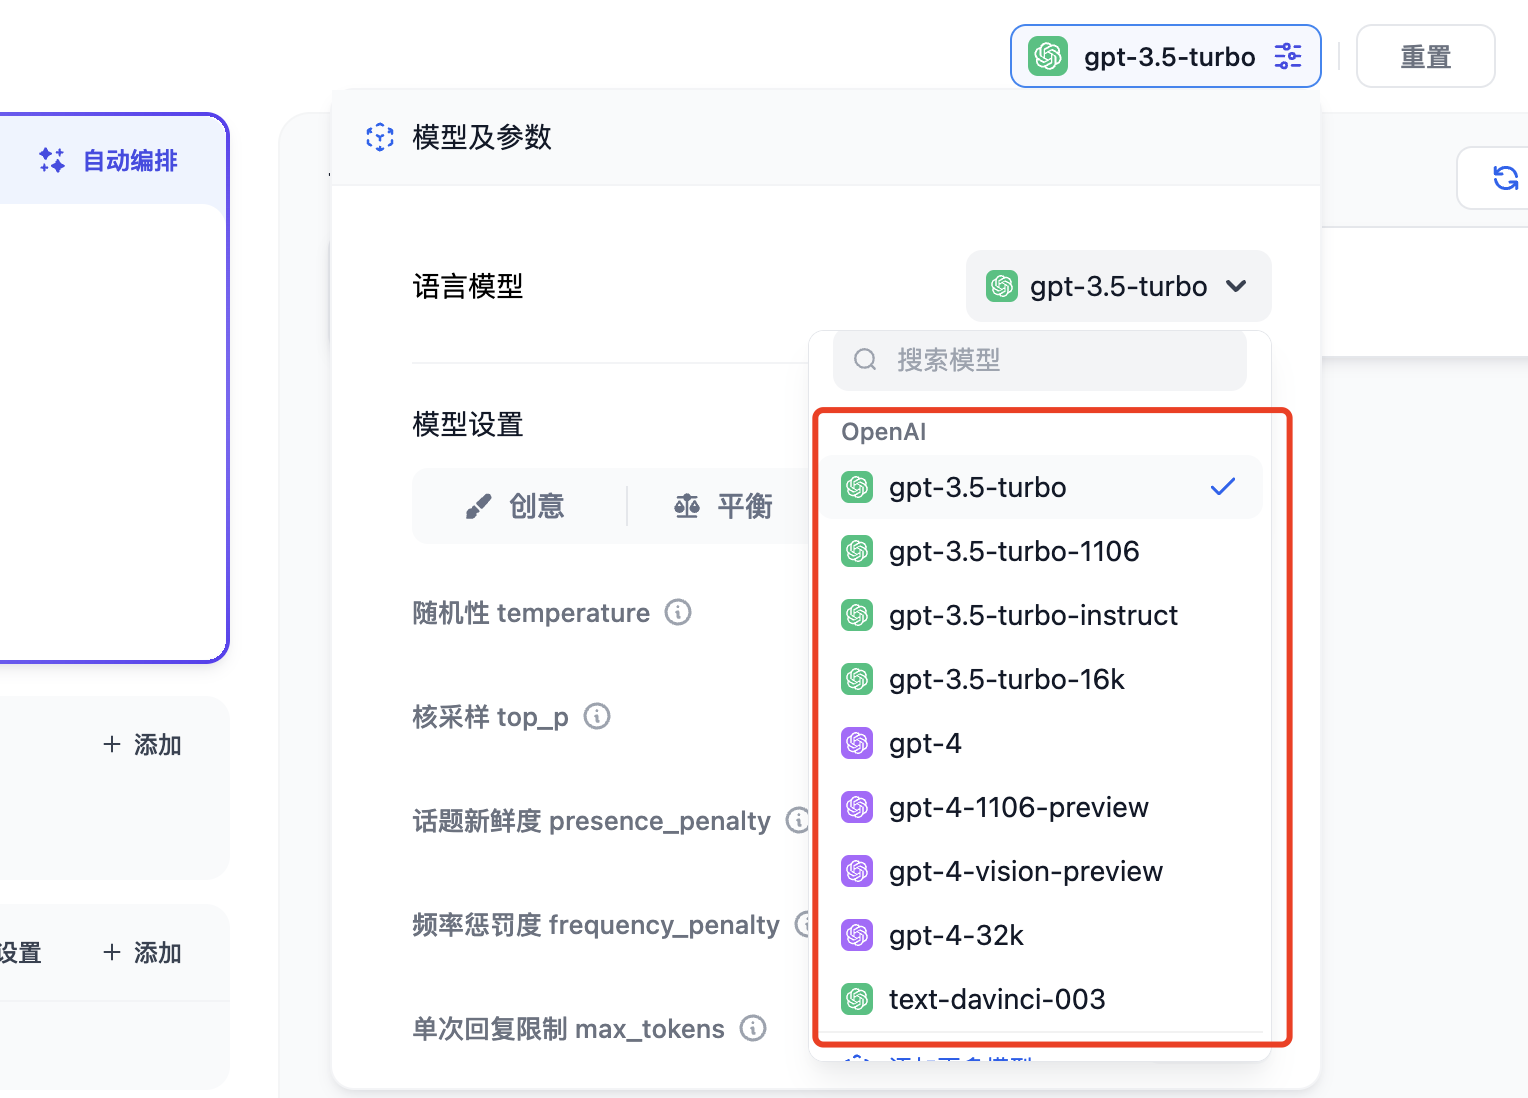 gpt-3.5-turbo
重置
自动编排
模型及参数
语言模型
gpt-3.5-turbo
搜索模型
模型设置
创意
平衡
OpenAI
gpt-3.5-turbo
gpt-3.5-turbo-1106
gpt-3.5-turbo-instruct
gpt-3.5-turbo-16k
gpt-4
gpt-4-1106-preview
gpt-4-vision-preview
gpt-4-32k
text-davinci-003
随机性 temperature
核采样 top_p
话题新鲜度 presence_penalty
频率惩罚度 frequency_penalty
单次回复限制 max_tokens
+ 添加
设置
+ 添加